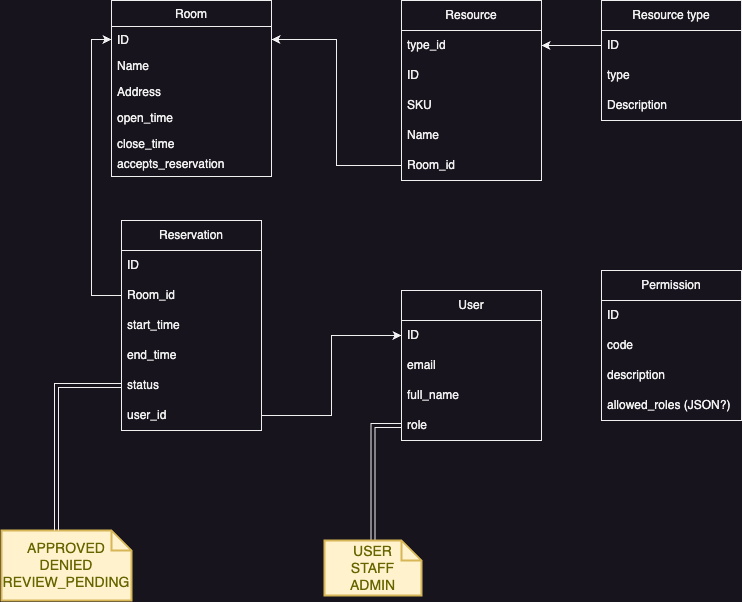 Room
ID
Name
Address
open_time
close_time
accepts_reservation
Resource
type_id
ID
SKU
Name
Room_id
Resource type
ID
type
Description
Reservation
ID
Room_id
start_time
end_time
status
user_id
User
ID
email
full_name
role
Permission
ID
code
description
allowed_roles (JSON?)
APPROVED
DENIED
REVIEW_PENDING
USER
STAFF
ADMIN